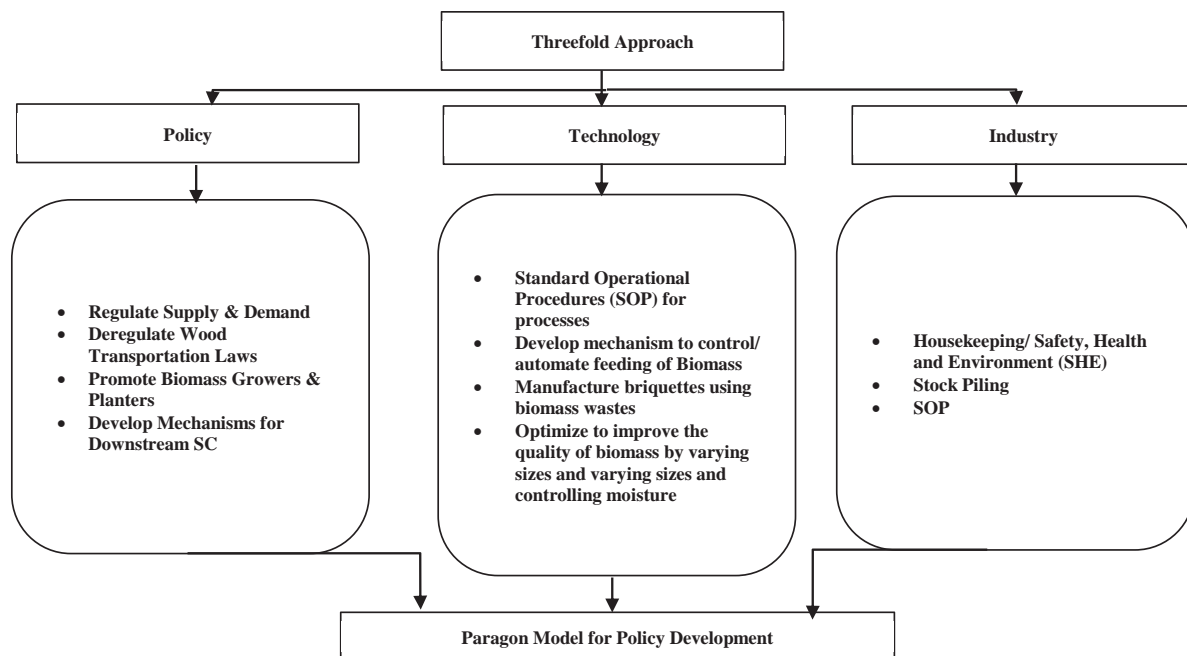 Threefold Approach
Policy
Technology
Industry
• Regulate Supply & Demand
• Deregulate Wood
Transportation Laws
• Promote Biomass Growers &
Planters
• Develop Mechanisms for
Downstream SC
• Standard Operational
Procedures (SOP) for
processes
• Develop mechanism to control/
automate feeding of Biomass
• Manufacture briquettes using
biomass wastes
• Optimize to improve the
quality of biomass by varying
sizes and varying sizes and
controlling moisture
• Housekeeping/ Safety, Health
and Environment (SHE)
• Stock Piling
• SOP
Paragon Model for Policy Development